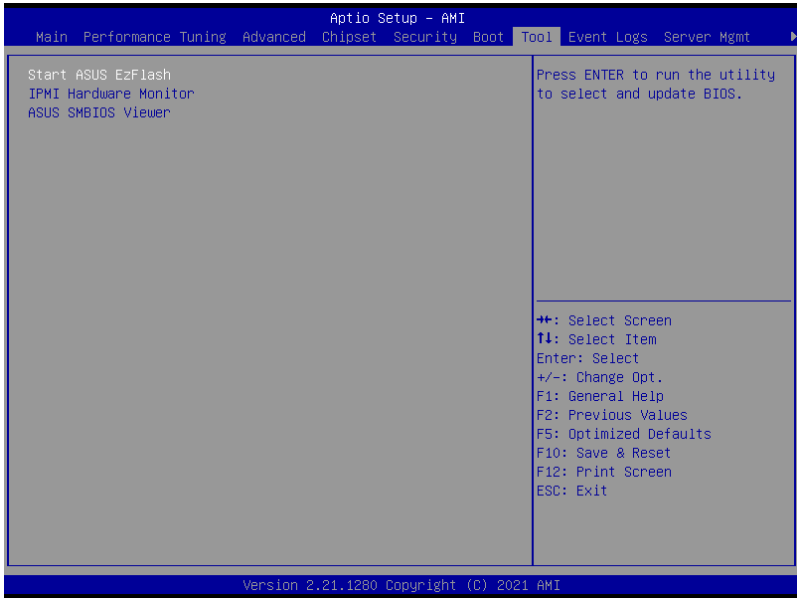 Aptio Setup – AMI
Main Performance Tuning Advanced Chipset Security Boot Tool Event Logs Server Mgmt ▶
Start ASUS EzFlash
IPMI Hardware Monitor
ASUS SMBIOS Viewer
Press ENTER to run the utility
to select and update BIOS.
→←: Select Screen
↑↓: Select Item
Enter: Select
+/-: Change Opt.
F1: General Help
F2: Previous Values
F5: Optimized Defaults
F10: Save & Reset
F12: Print Screen
ESC: Exit
Version 2.21.1280 Copyright (C) 2021 AMI